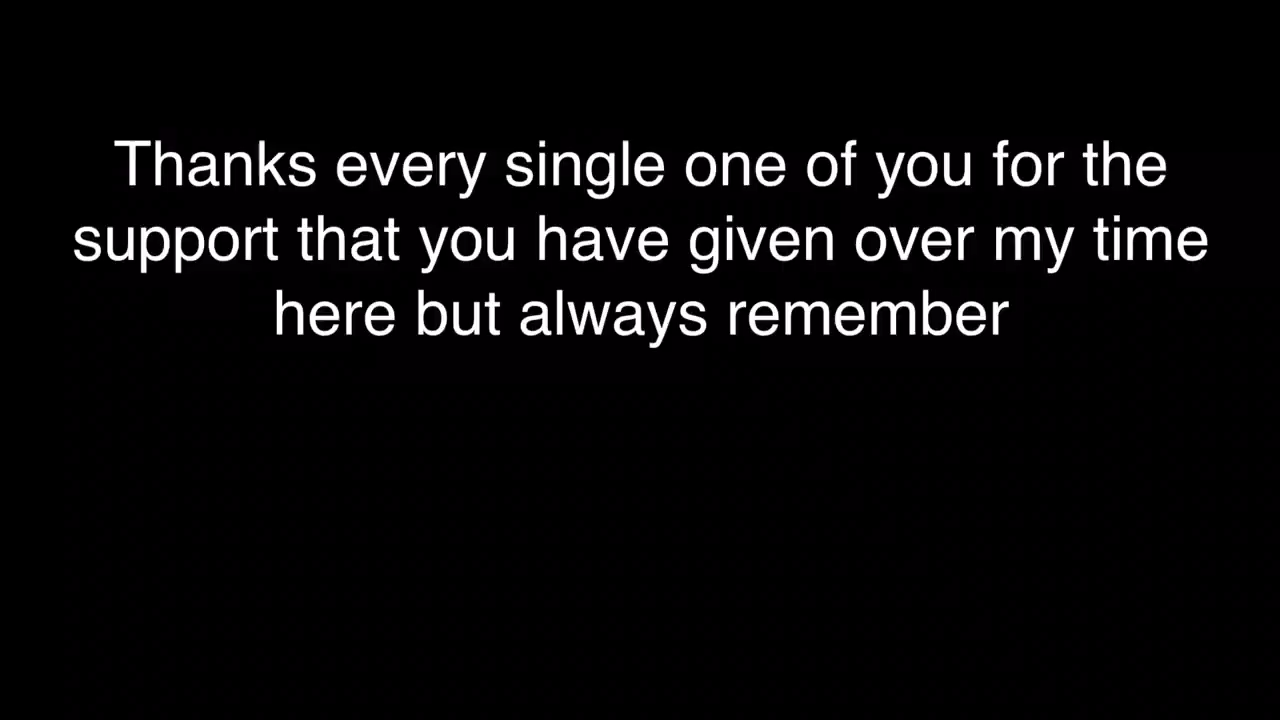 Thanks every single one of you for the
support that you have given over my time
here but always remember